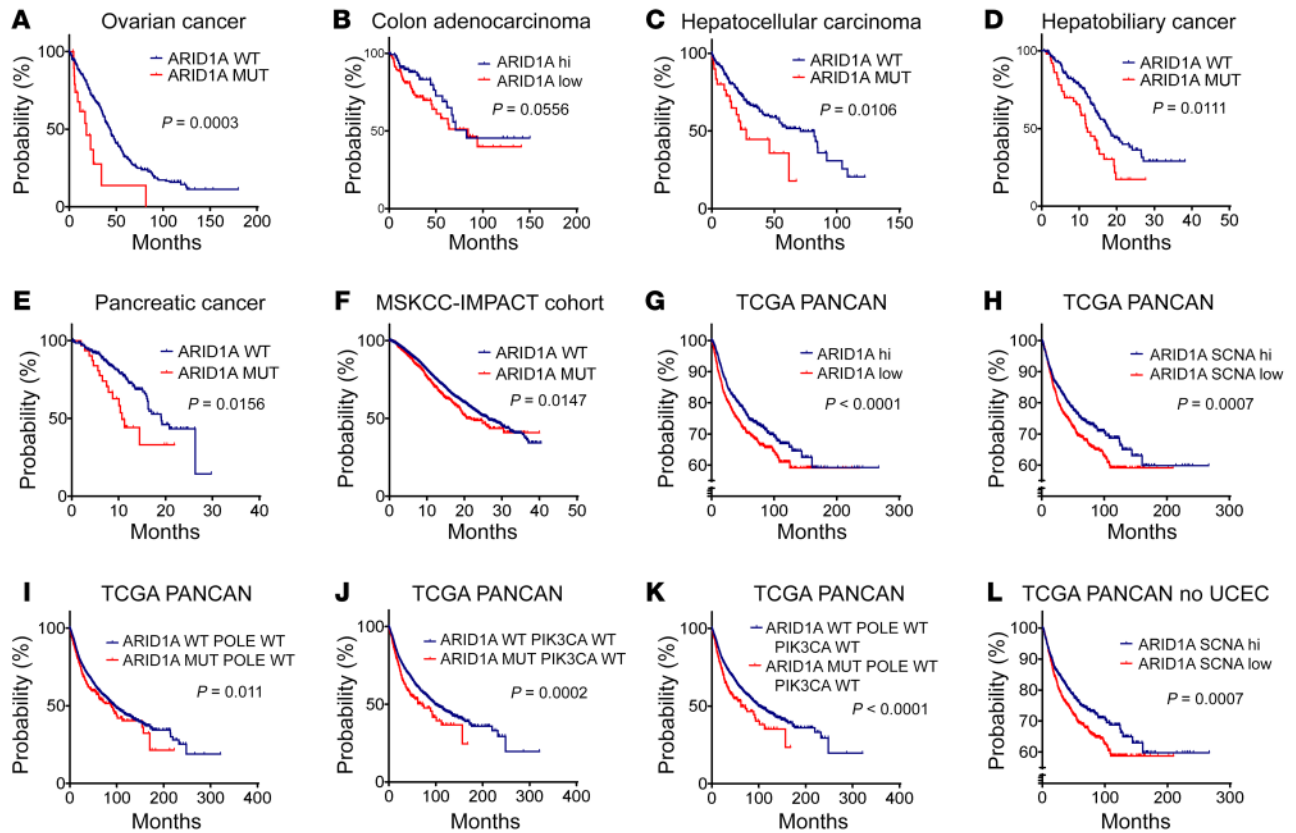 A Ovarian cancer
Probability (%)
100
50
0
0 50 100 150 200
Months
ARID1A WT
ARID1A MUT
P = 0.0003
B Colon adenocarcinoma
Probability (%)
100
50
0
0 50 100 150 200
Months
ARID1A hi
ARID1A low
P = 0.0556
C Hepatocellular carcinoma
Probability (%)
100
50
0
0 50 100 150
Months
ARID1A WT
ARID1A MUT
P = 0.0106
D Hepatobiliary cancer
Probability (%)
100
50
0
0 10 20 30 40 50
Months
ARID1A WT
ARID1A MUT
P = 0.0111
E Pancreatic cancer
Probability (%)
100
50
0
0 10 20 30 40
Months
ARID1A WT
ARID1A MUT
P = 0.0156
F MSKCC-IMPACT cohort
Probability (%)
100
50
0
0 10 20 30 40 50
Months
ARID1A WT
ARID1A MUT
P = 0.0147
G TCGA PANCAN
Probability (%)
100
90
80
70
60
0 100 200 300
Months
ARID1A hi
ARID1A low
P < 0.0001
H TCGA PANCAN
Probability (%)
100
90
80
70
60
0 100 200 300
Months
ARID1A SCNA hi
ARID1A SCNA low
P = 0.0007
I TCGA PANCAN
Probability (%)
100
50
0
0 100 200 300 400
Months
ARID1A WT POLE WT
ARID1A MUT POLE WT
P = 0.011
J TCGA PANCAN
Probability (%)
100
50
0
0 100 200 300 400
Months
ARID1A WT PIK3CA WT
ARID1A MUT PIK3CA WT
P = 0.0002
K TCGA PANCAN
Probability (%)
100
50
0
0 100 200 300 400
Months
ARID1A WT POLE WT
PIK3CA WT
ARID1A MUT POLE WT
PIK3CA WT
P < 0.0001
L TCGA PANCAN no UCEC
Probability (%)
100
90
80
70
60
0 100 200 300
Months
ARID1A SCNA hi
ARID1A SCNA low
P = 0.0007